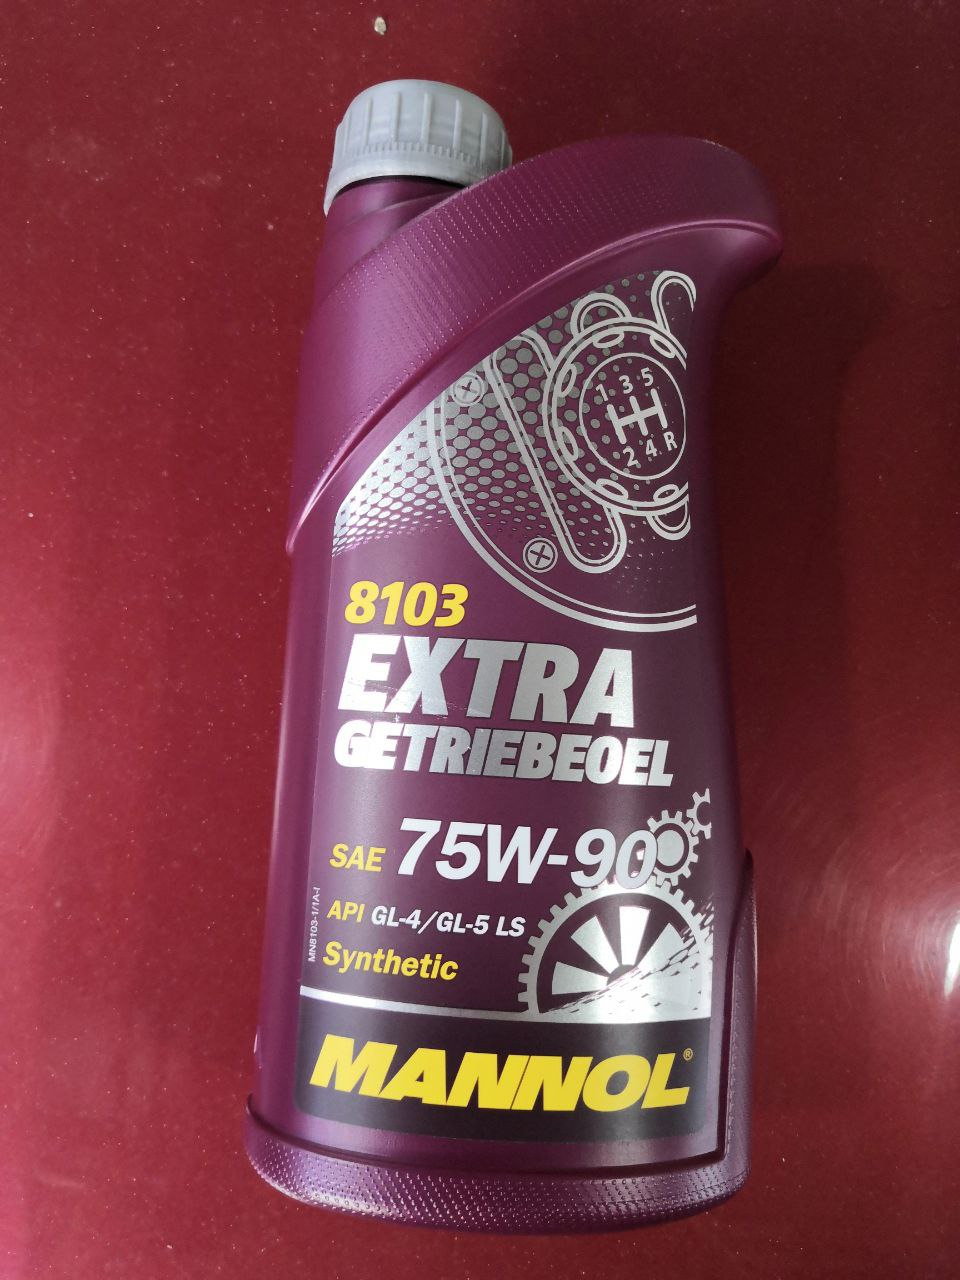 1 3 5
2 4 R
8103
EXTRA
GETRIEBEOEL
SAE 75W-90
API GL-4/GL-5 LS
Synthetic
MN8103-1/1A-I
MANNOL®